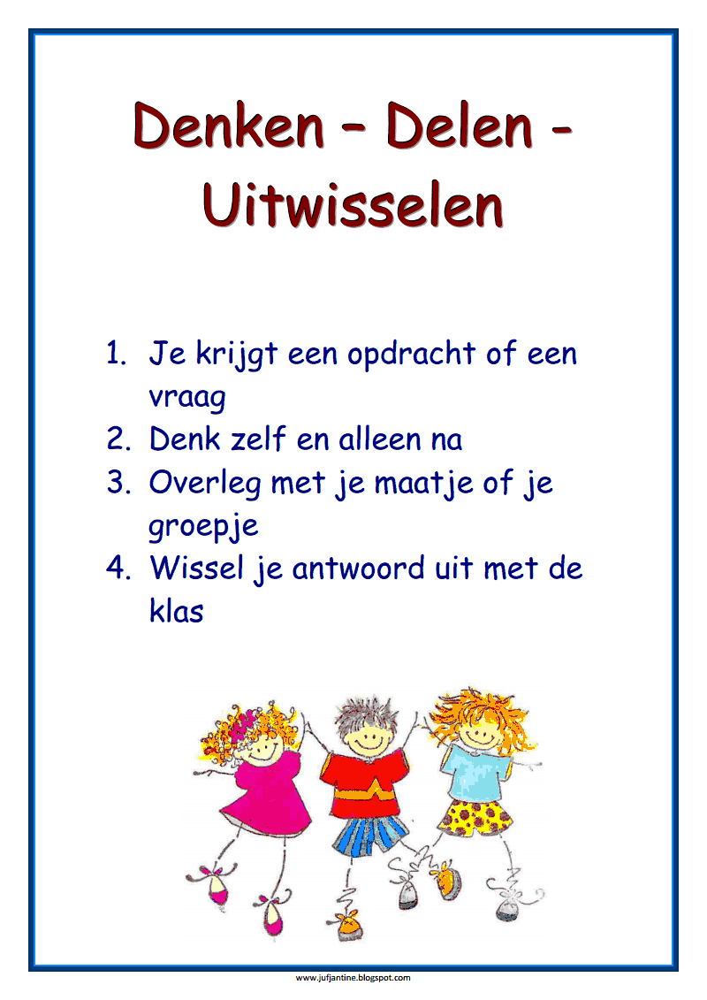 Denken – Delen -
Uitwisselen
1. Je krijgt een opdracht of een
vraag
2. Denk zelf en alleen na
3. Overleg met je maatje of je
groepje
4. Wissel je antwoord uit met de
klas
www.jufjantine.blogspot.com